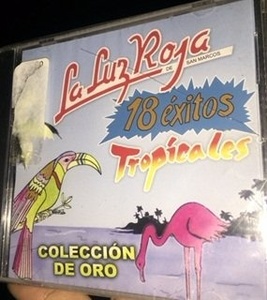 La Luz Roja
DE SAN MARCOS
18 éxitos
Tropicales
COLECCIÓN
DE ORO